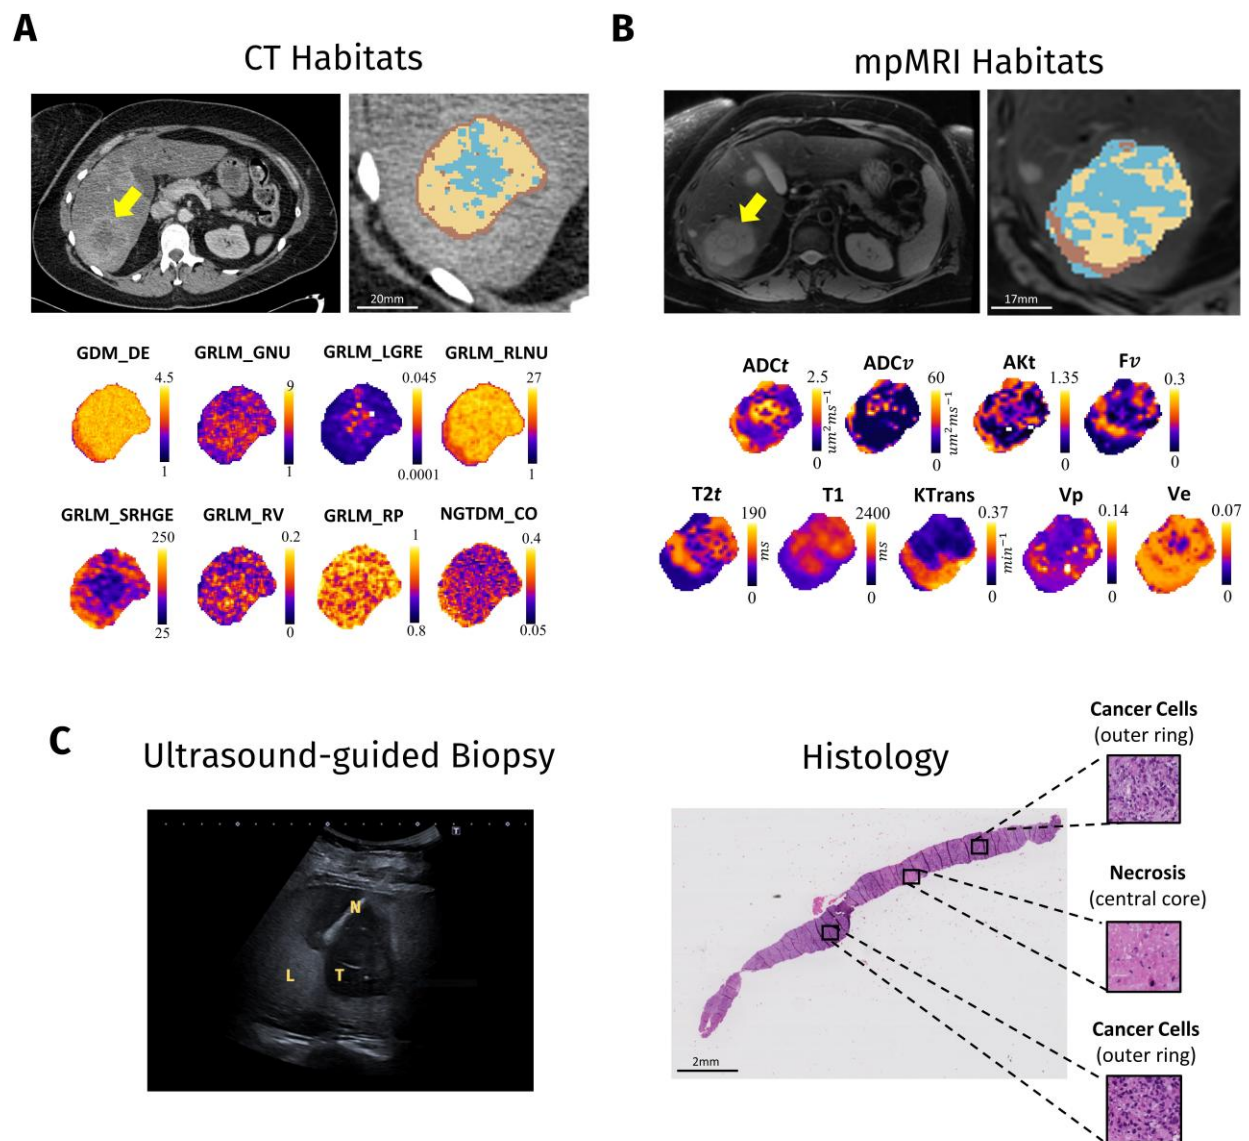 A
CT Habitats
20mm
GDM_DE
GRLM_GNU
GRLM_LGRE
GRLM_RLNU
4.5
1
9
1
0.045
0.0001
27
1
GRLM_SRHGE
GRLM_RV
GRLM_RP
NGTDM_CO
250
25
0.2
0
1
0.8
0.4
0.05
B
mpMRI Habitats
17mm
ADCt
ADCv
AKt
Fv
2.5
um²ms⁻¹
0
60
um²ms⁻¹
0
1.35
0
0.3
0
T2t
T1
KTrans
Vp
Ve
190
ms
0
2400
ms
0
0.37
min⁻¹
0
0.14
0
0.07
0
C
Ultrasound-guided Biopsy
T
N
L
T
Histology
2mm
Cancer Cells
(outer ring)
Necrosis
(central core)
Cancer Cells
(outer ring)